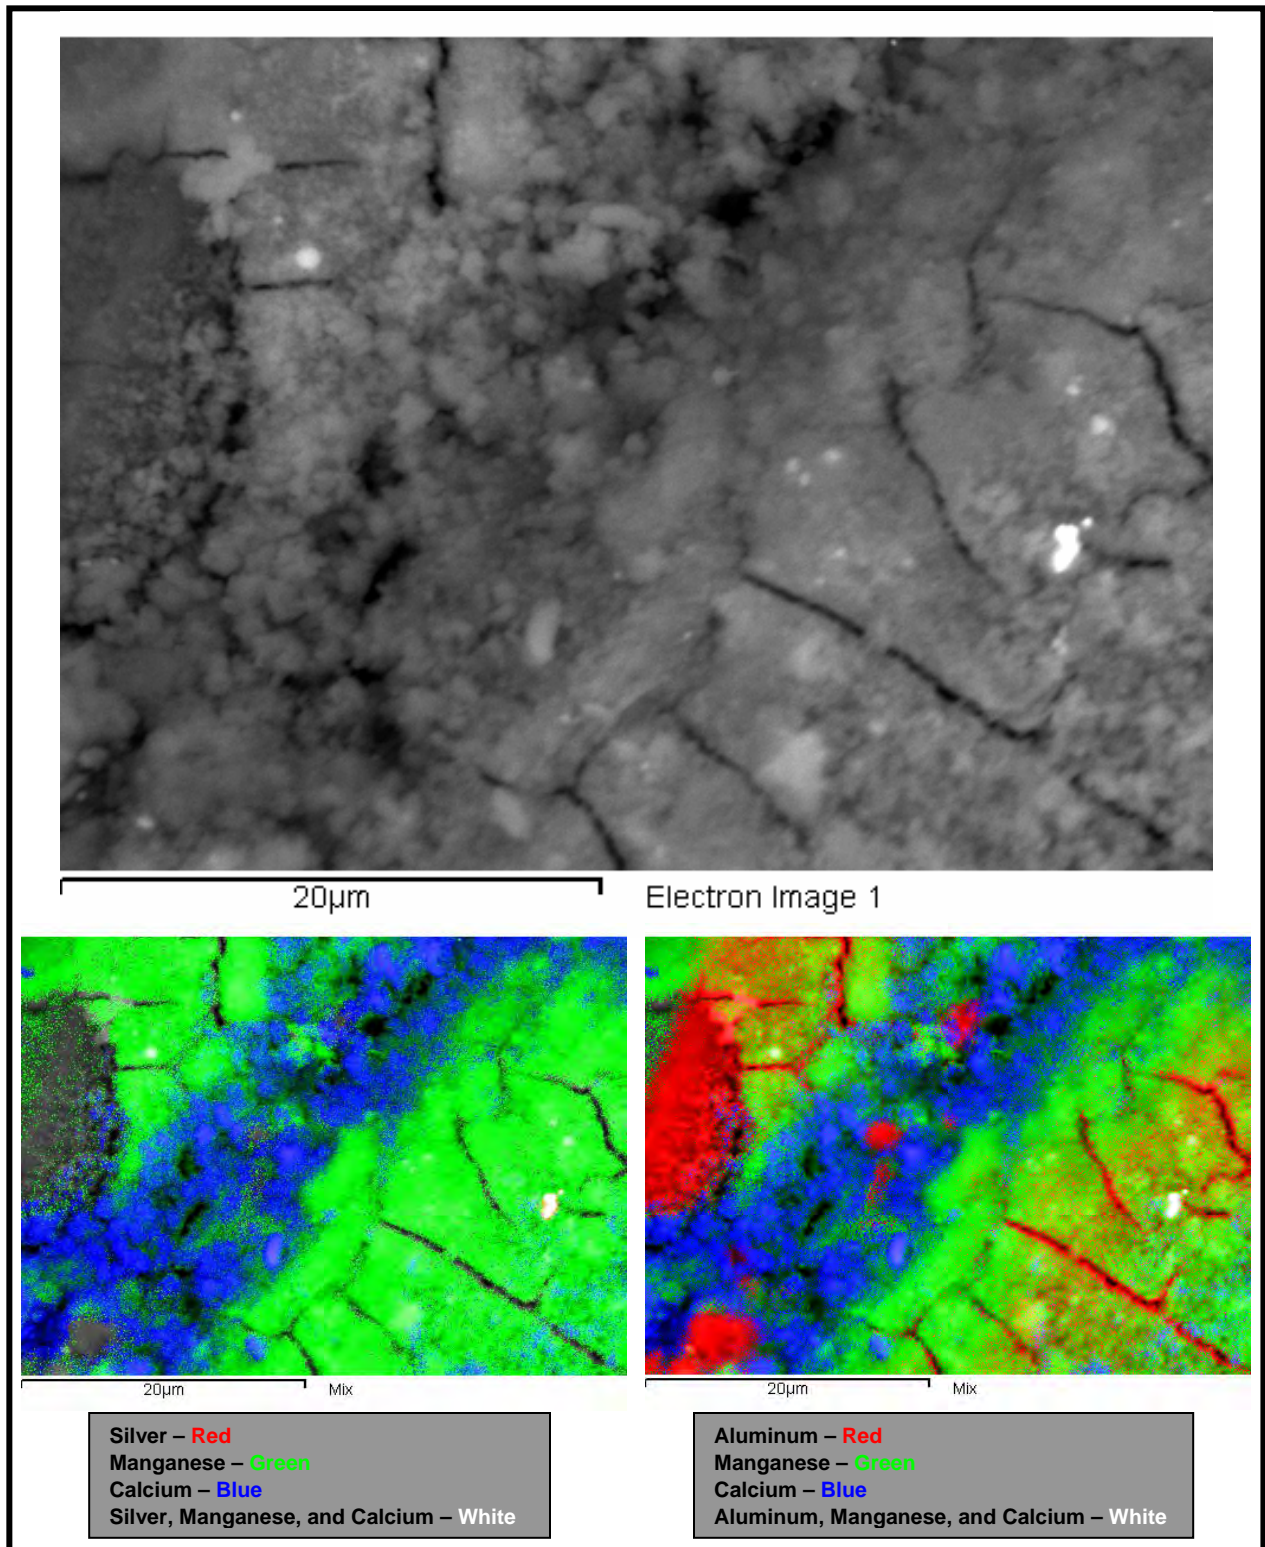 20µm
Electron Image 1
20µm
Mix
20µm
Mix
Silver – Red
Manganese – Green
Calcium – Blue
Silver, Manganese, and Calcium – White
Aluminum – Red
Manganese – Green
Calcium – Blue
Aluminum, Manganese, and Calcium – White